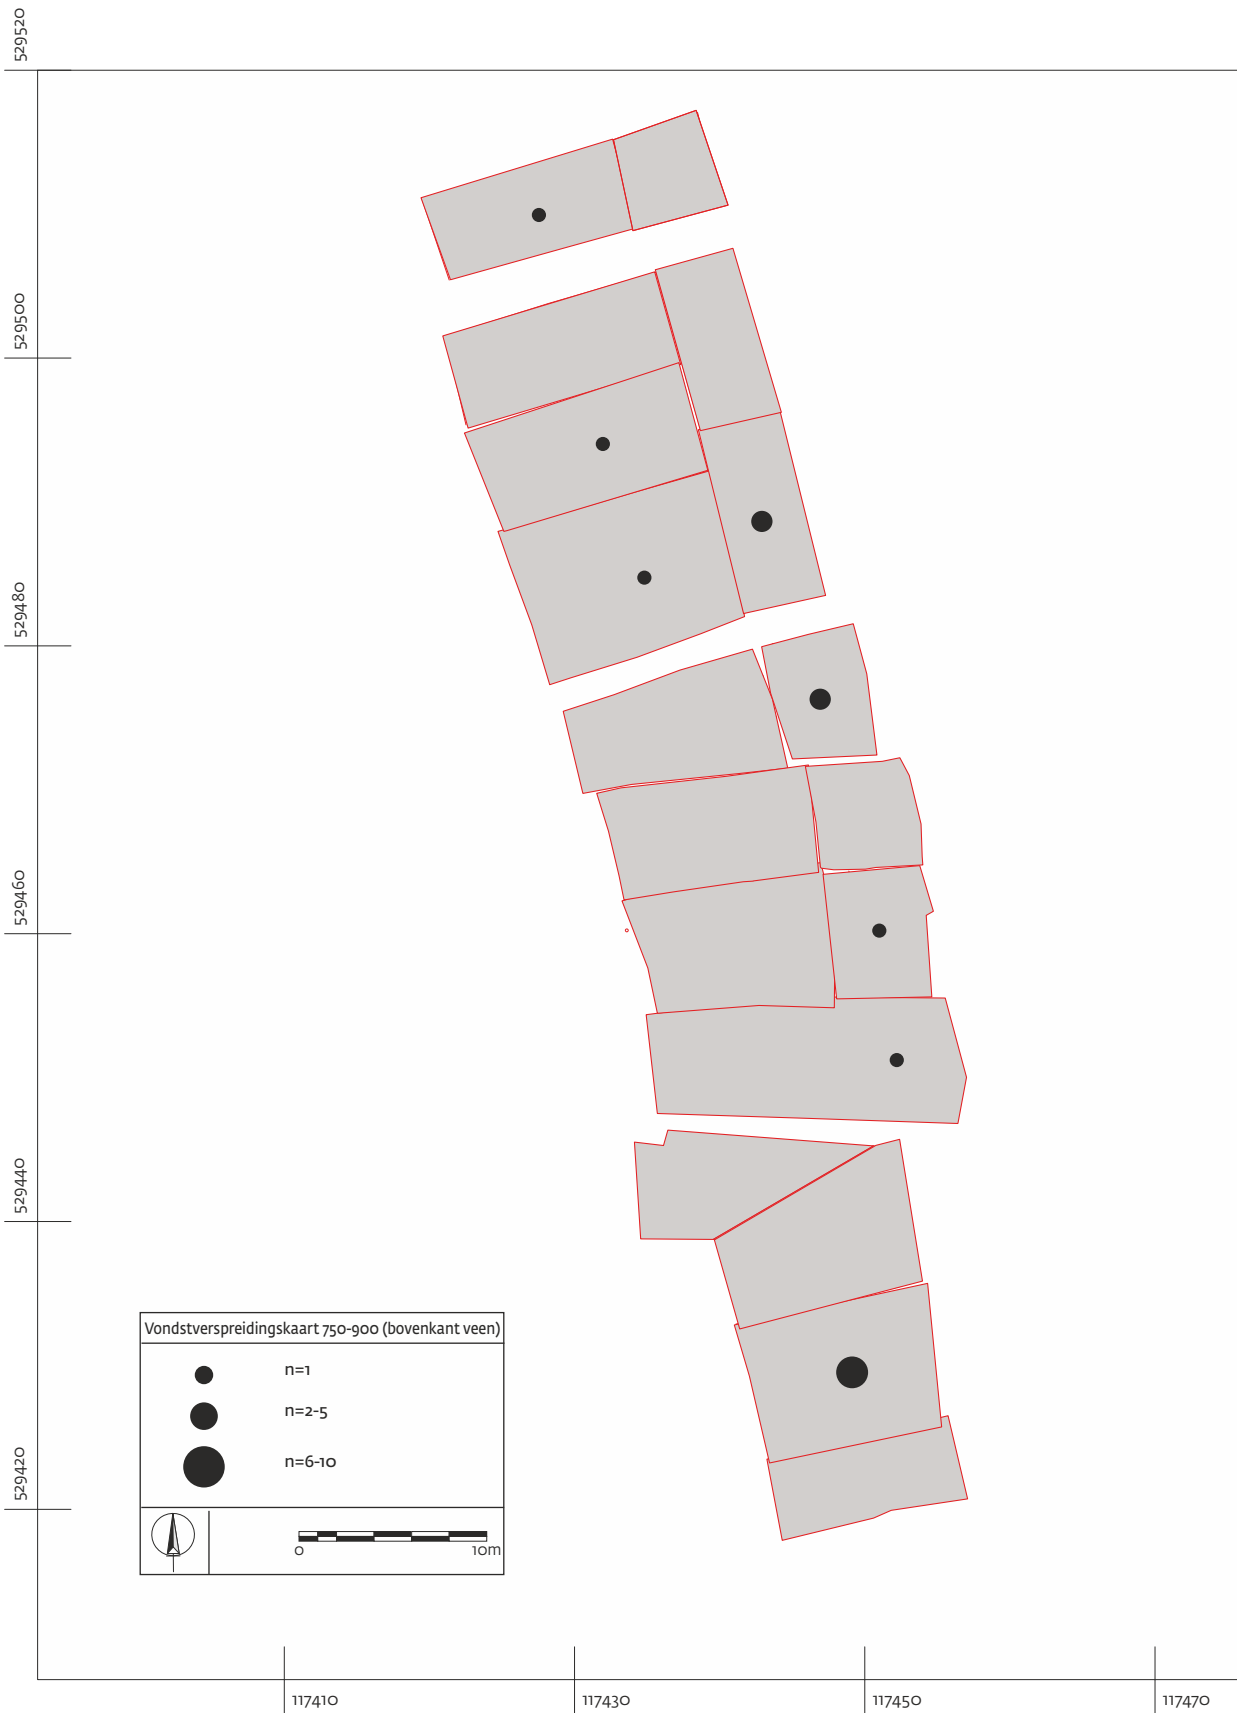 529520
529500
529480
529460
529440
529420
Vondstverspreidingskaart 750-900 (bovenkant veen)
n=1
n=2-5
n=6-10
0 10m
117410 117430 117450 117470